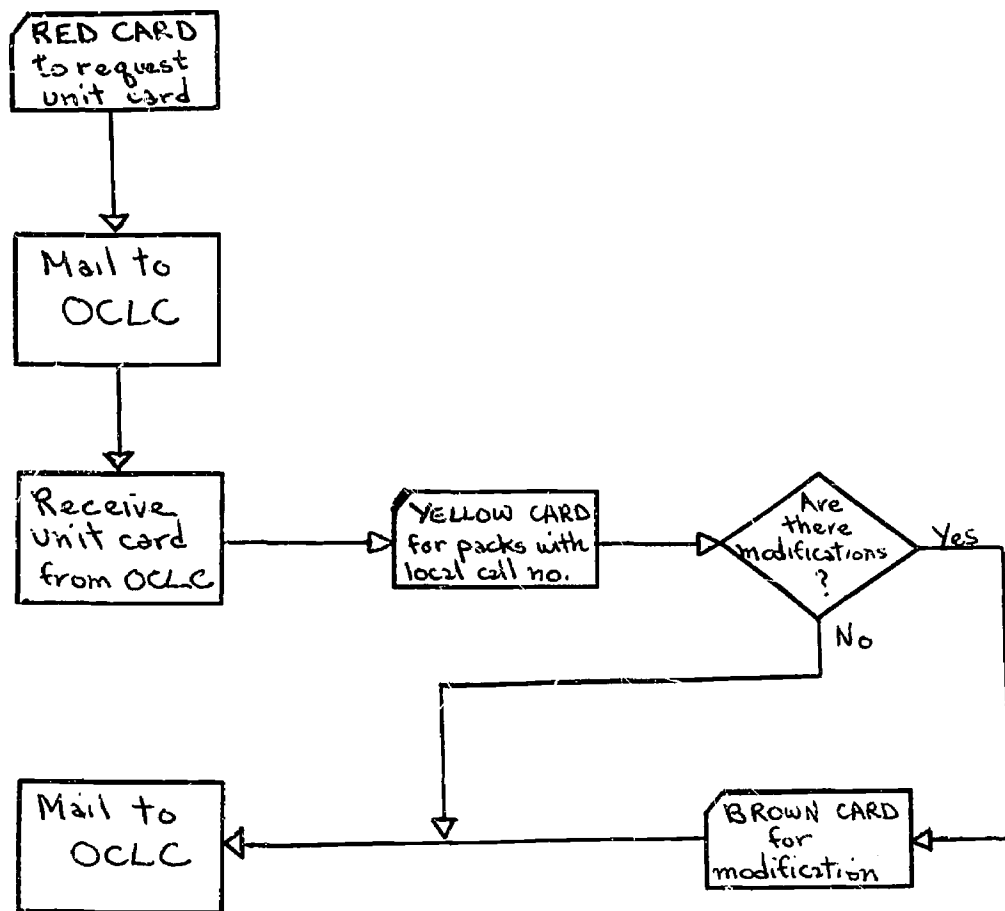 RED CARD
to request
unit card
Mail to
OCLC
Receive
unit card
from OCLC
YELLOW CARD
for packs with
local call no.
Are
there
modifications
?
Yes
No
Mail to
OCLC
BROWN CARD
for
modification